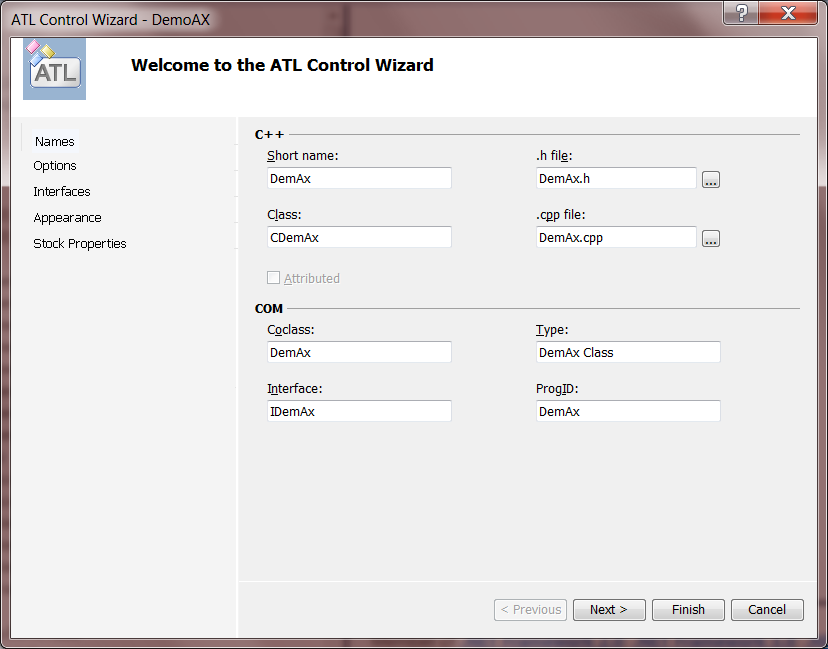 ATL Control Wizard - DemoAX
?
ATL
Welcome to the ATL Control Wizard
Names
Options
Interfaces
Appearance
Stock Properties
C++
Short name:
.h file:
DemAx
DemAx.h
...
Class:
.cpp file:
CDemAx
DemAx.cpp
...
Attributed
COM
Coclass:
Type:
DemAx
DemAx Class
Interface:
ProgID:
IDemAx
DemAx
< Previous
Next >
Finish
Cancel